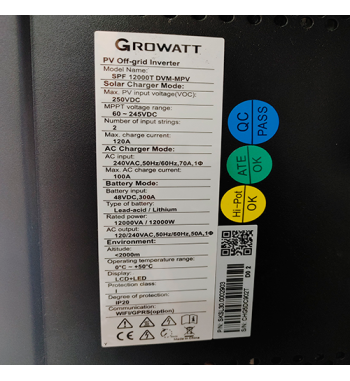 GROWATT
PV Off-grid Inverter
Model Name:
SPF 12000T DVM-MPV
Solar Charger Mode:
Max. PV input voltage(VOC):
250VDC
MPPT voltage range:
60 ~ 245VDC
Number of input strings:
2
Max. charge current:
120A
AC Charger Mode:
AC input:
240VAC,50Hz/60Hz,70A,1Φ
Max. AC charge current:
100A
Battery Mode:
Battery input:
48VDC,300A
Type of battery:
Lead-acid / Lithium
Rated power:
12000VA / 12000W
AC output:
120/240VAC,50Hz/60Hz,50A,1Φ
Environment:
Altitude:
<2000m
Operating temperature range:
0°C ~ +50°C
Display:
LCD+LED
Protection class:
I
Degree of protection:
IP20
Communication:
WIFI/GPRS(option)
CE
QC
PASS
ATE
OK
Hi-Pot
OK
D0 2